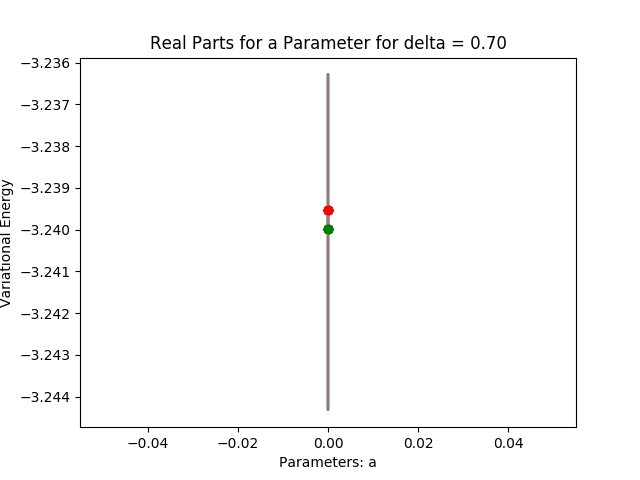 Real Parts for a Parameter for delta = 0.70
Variational Energy
−3.236
−3.237
−3.238
−3.239
−3.240
−3.241
−3.242
−3.243
−3.244
−0.04 −0.02 0.00 0.02 0.04
Parameters: a